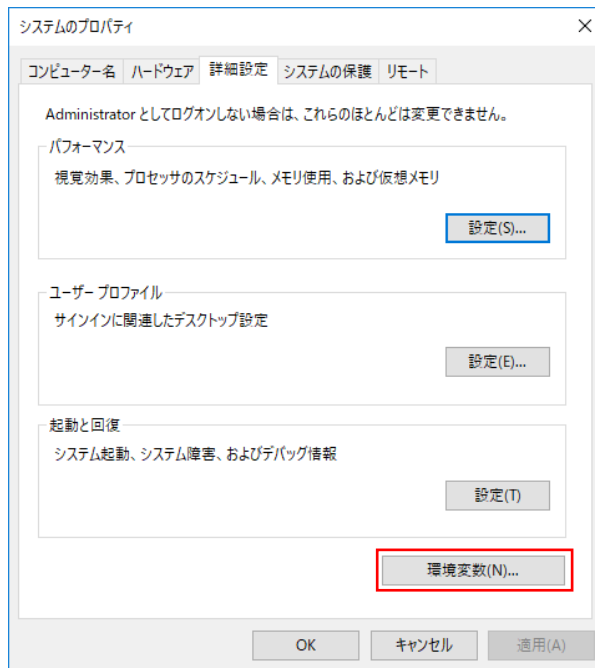 システムのプロパティ
コンピューター名 ハードウェア 詳細設定 システムの保護 リモート
Administrator としてログオンしない場合は、これらのほとんどは変更できません。
パフォーマンス
視覚効果、プロセッサのスケジュール、メモリ使用、および仮想メモリ
設定(S)...
ユーザー プロファイル
サインインに関連したデスクトップ設定
設定(E)...
起動と回復
システム起動、システム障害、およびデバッグ情報
設定(T)
環境変数(N)...
OK キャンセル 適用(A)